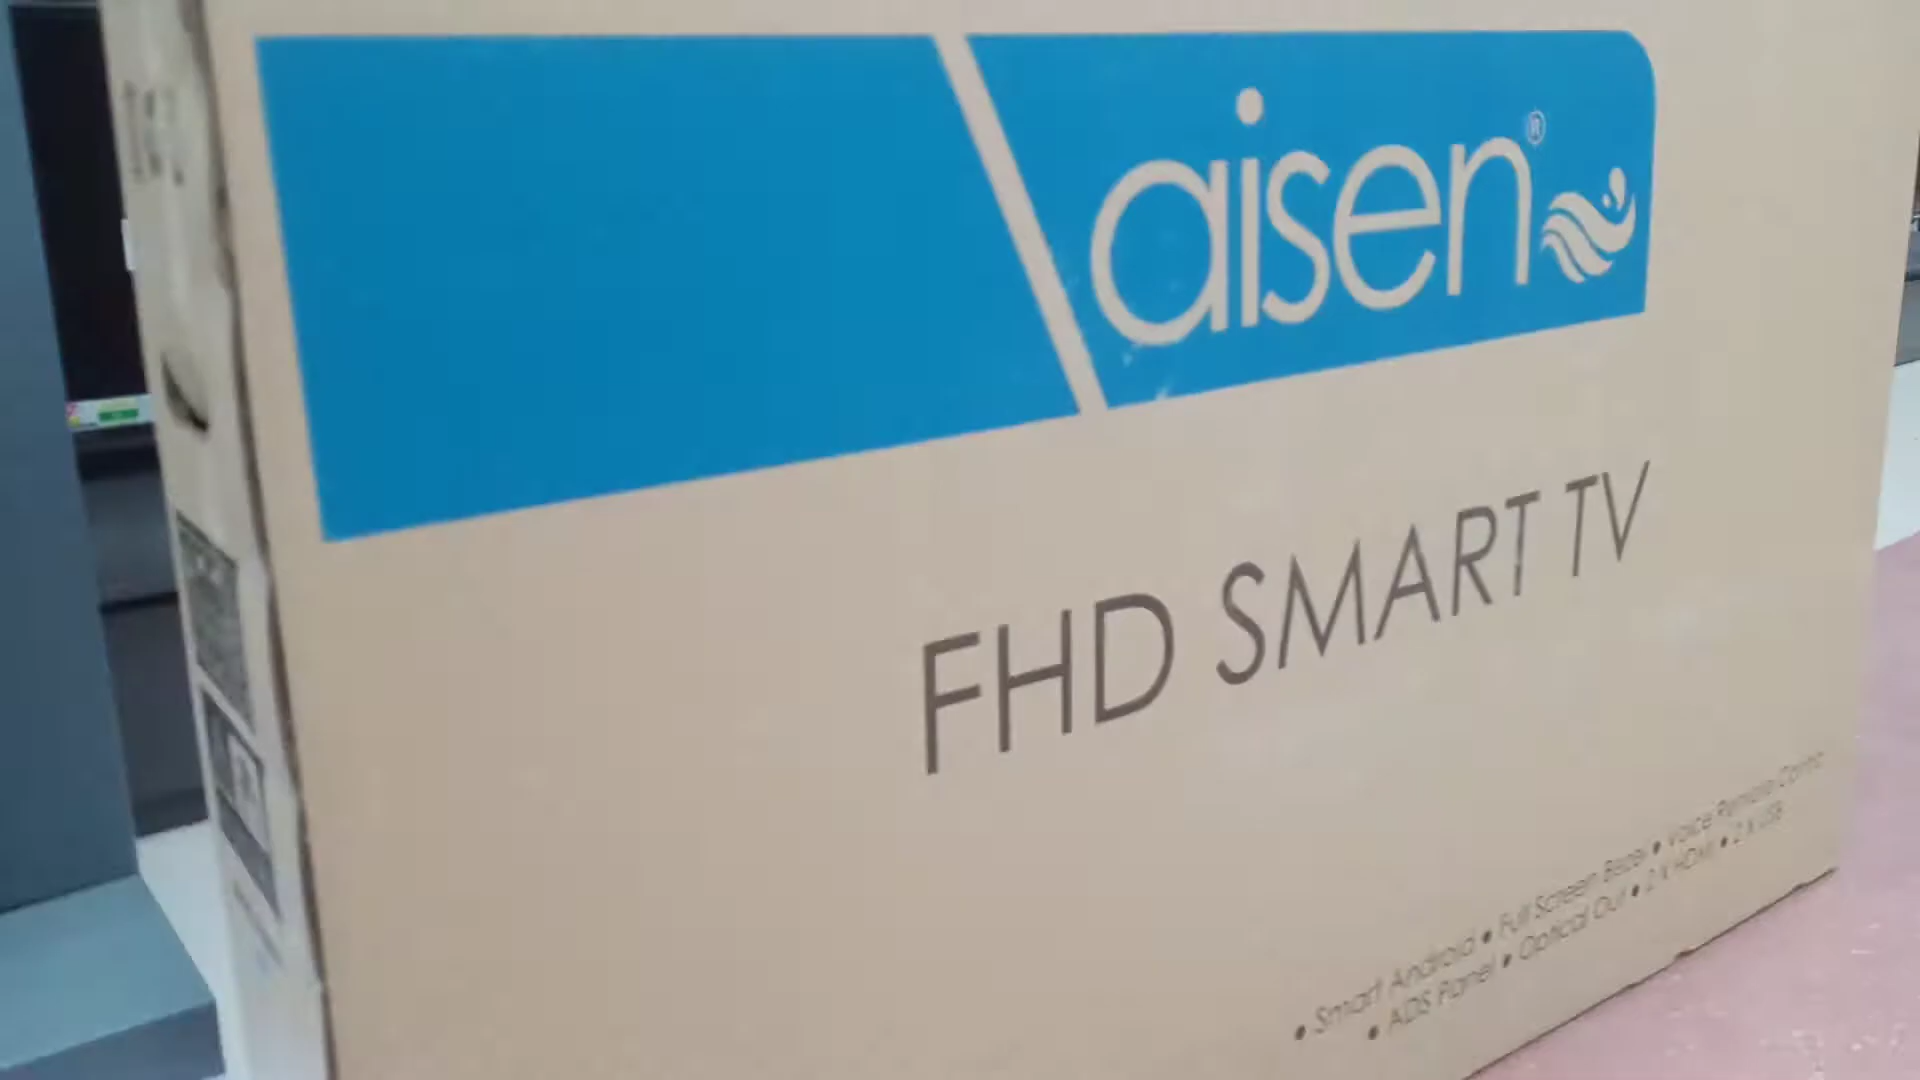 aisen®
FHD SMART TV
• Smart Android • Full Screen Bezel • Voice Remote Control
• ADS Panel • Optical Out • 2 X HDMI • 2 X USB